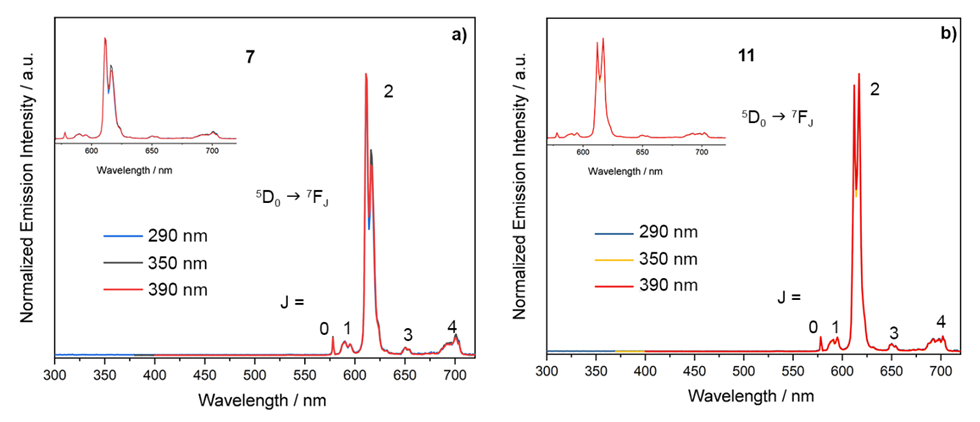 a)
7
Normalized Emission Intensity / a.u.
600 650 700
Wavelength / nm
2
⁵D₀ → ⁷F_J
290 nm
350 nm
390 nm
J =
0 1 3 4
300 350 400 450 500 550 600 650 700
Wavelength / nm
b)
11
Normalized Emission Intensity / a.u.
600 650 700
Wavelength / nm
2
⁵D₀ → ⁷F_J
290 nm
350 nm
390 nm
J =
0 1 3 4
300 350 400 450 500 550 600 650 700
Wavelength / nm